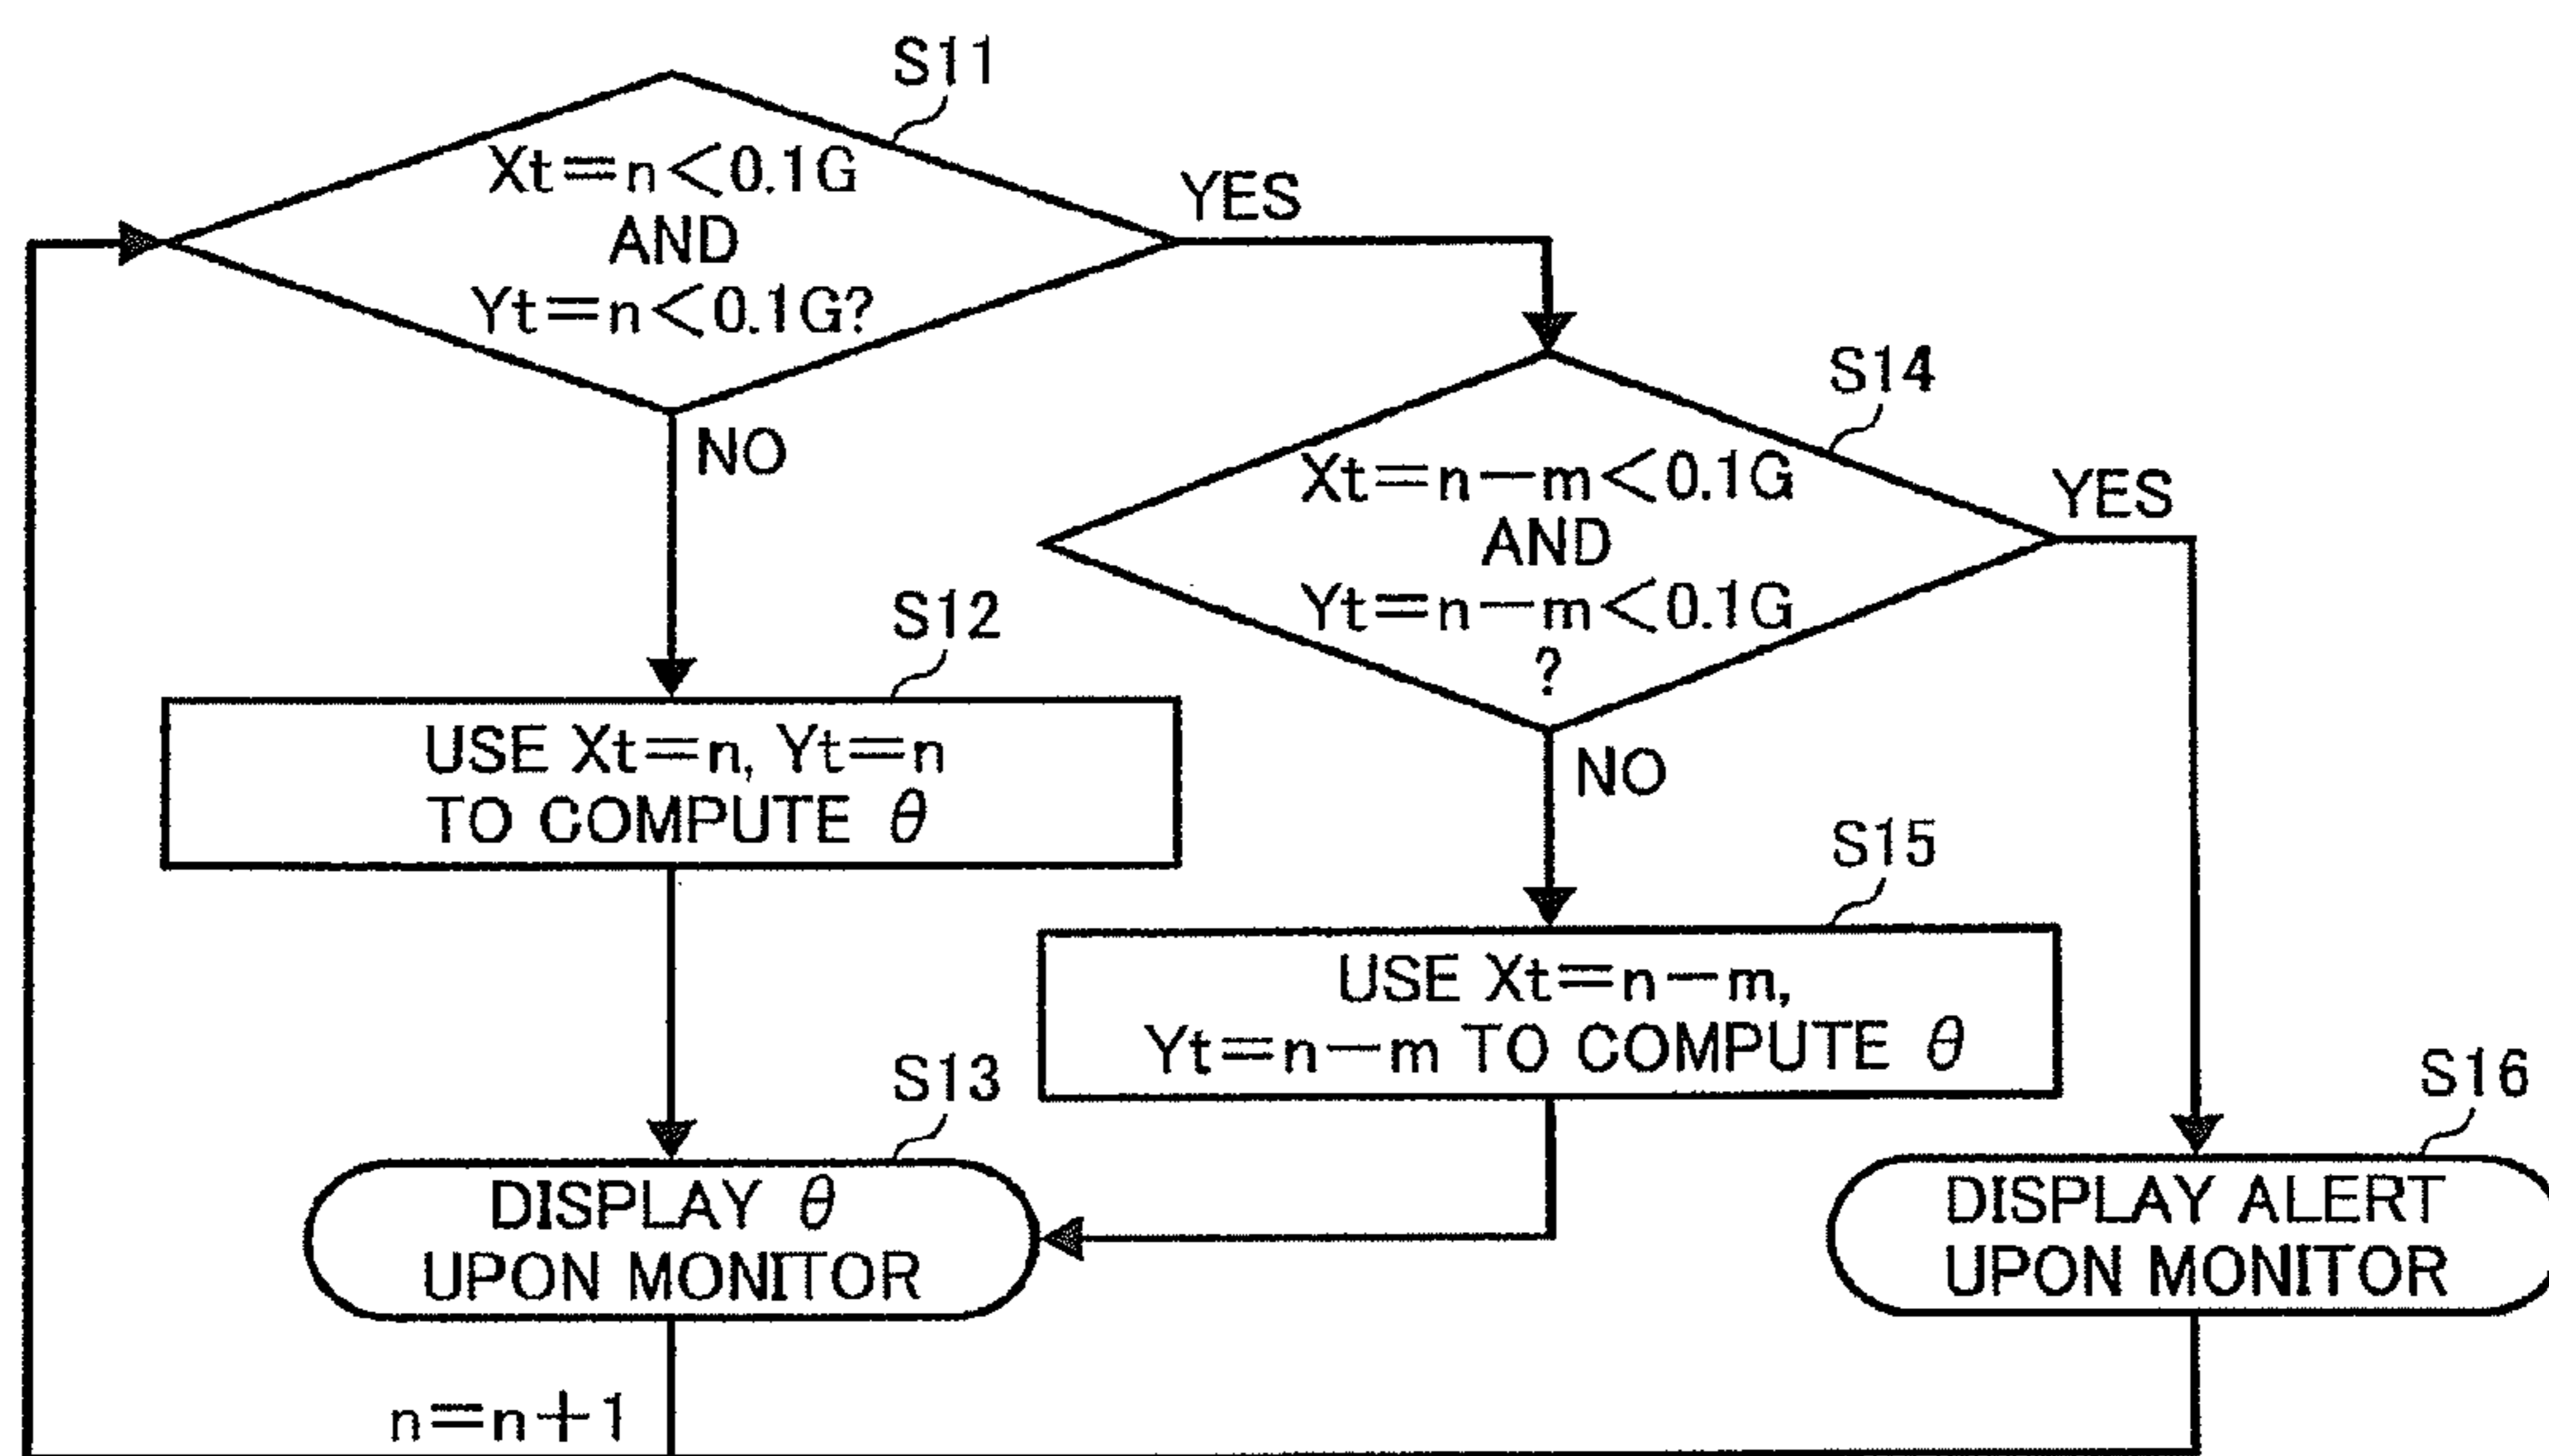 S11
Xt=n<0.1G
AND
Yt=n<0.1G?
YES
NO
S14
Xt=n-m<0.1G
AND
Yt=n-m<0.1G
?
YES
NO
S12
USE Xt=n, Yt=n
TO COMPUTE θ
S15
USE Xt=n-m,
Yt=n-m TO COMPUTE θ
S13
DISPLAY θ
UPON MONITOR
S16
DISPLAY ALERT
UPON MONITOR
n=n+1